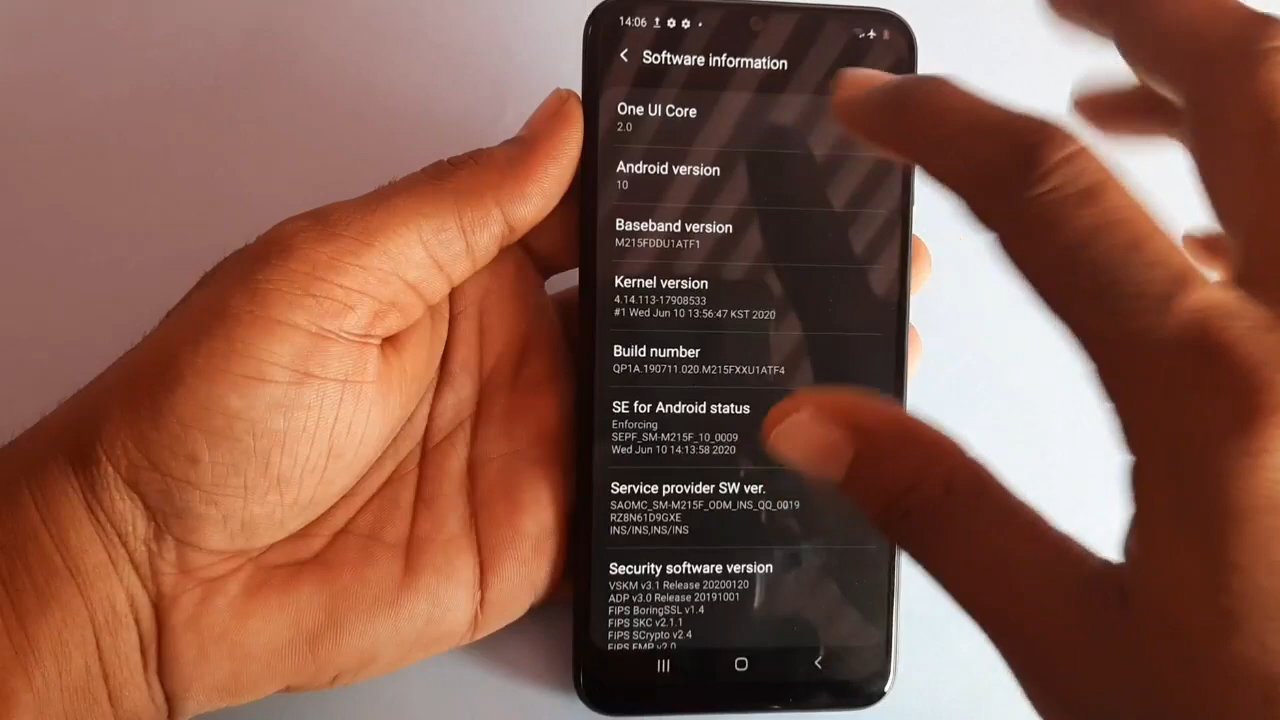 14:06
Software information
One UI Core
2.0
Android version
10
Baseband version
M215FDDU1ATF1
Kernel version
4.14.113-17908533
#1 Wed Jun 10 13:56:47 KST 2020
Build number
QP1A.190711.020.M215FXXU1ATF4
SE for Android status
Enforcing
SEPF_SM-M215F_10_0009
Wed Jun 10 14:13:58 2020
Service provider SW ver.
SAOMC_SM-M215F_ODM_INS_QQ_0019
RZ8N61D9GXE
INS/INS,INS/INS
Security software version
VSKM v3.1 Release 20200120
ADP v3.0 Release 20191001
FIPS BoringSSL v1.4
FIPS SKC v2.1.1
FIPS SCrypto v2.4
FIPS FMP v2.0